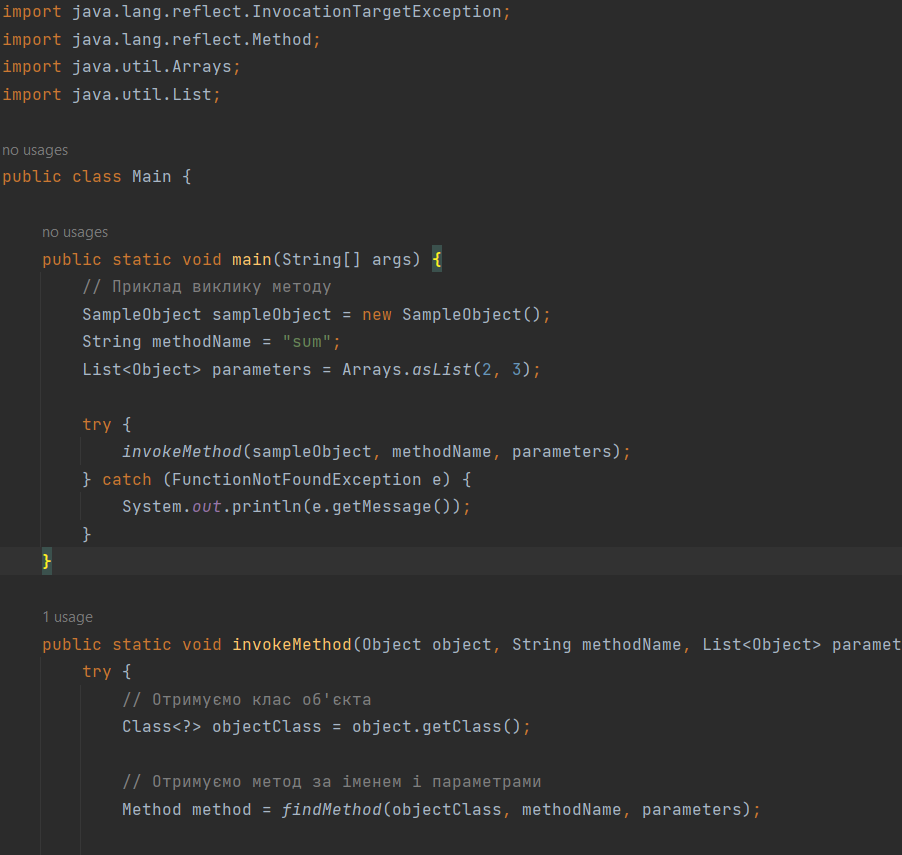 import java.lang.reflect.InvocationTargetException;
import java.lang.reflect.Method;
import java.util.Arrays;
import java.util.List;
no usages
public class Main {
no usages
public static void main(String[] args) {
// Приклад виклику методу
SampleObject sampleObject = new SampleObject();
String methodName = "sum";
List<Object> parameters = Arrays.asList(2, 3);
try {
invokeMethod(sampleObject, methodName, parameters);
} catch (FunctionNotFoundException e) {
System.out.println(e.getMessage());
}
}
1 usage
public static void invokeMethod(Object object, String methodName, List<Object> paramet
try {
// Отримуємо клас об'єкта
Class<?> objectClass = object.getClass();
// Отримуємо метод за іменем і параметрами
Method method = findMethod(objectClass, methodName, parameters);